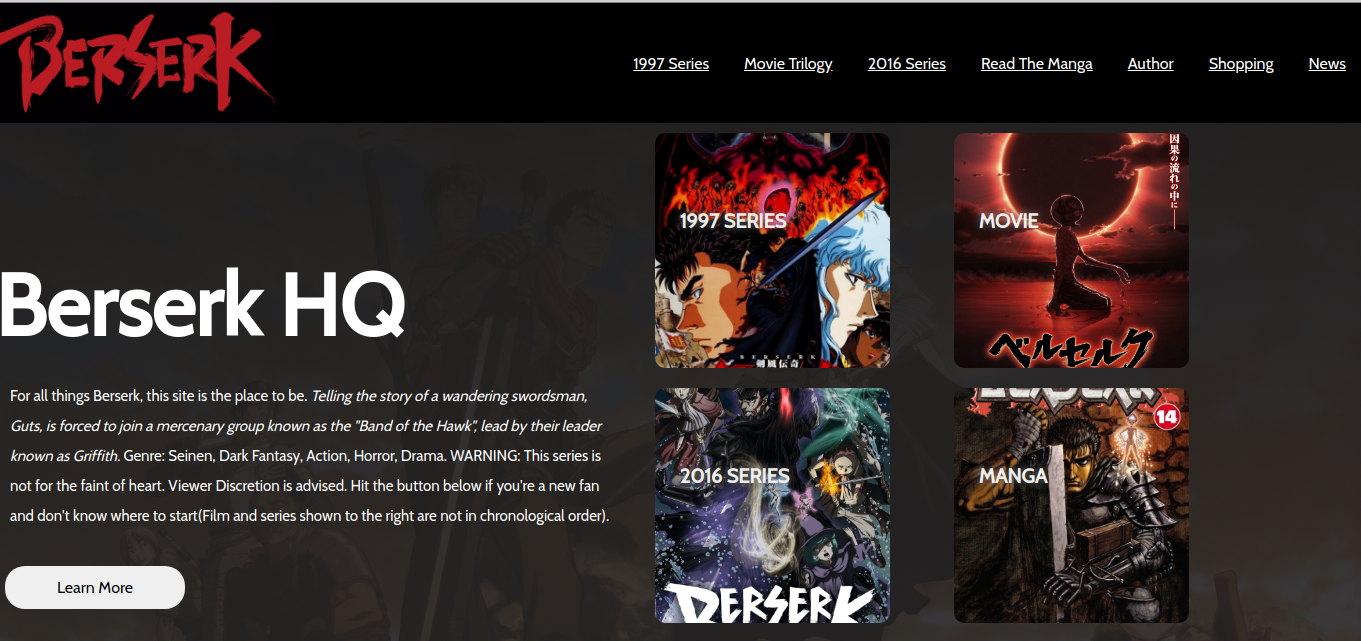 BERSERK
1997 Series Movie Trilogy 2016 Series Read The Manga Author Shopping News
1997 SERIES
BERSERK
剣風伝奇
MOVIE
因果の流れの中に——
ベルセルク
Berserk HQ
For all things Berserk, this site is the place to be. Telling the story of a wandering swordsman,
Guts, is forced to join a mercenary group known as the "Band of the Hawk", lead by their leader
known as Griffith. Genre: Seinen, Dark Fantasy, Action, Horror, Drama. WARNING: This series is
not for the faint of heart. Viewer Discretion is advised. Hit the button below if you're a new fan
and don't know where to start(Film and series shown to the right are not in chronological order).
Learn More
2016 SERIES
BERSERK
BERSERK
14
MANGA